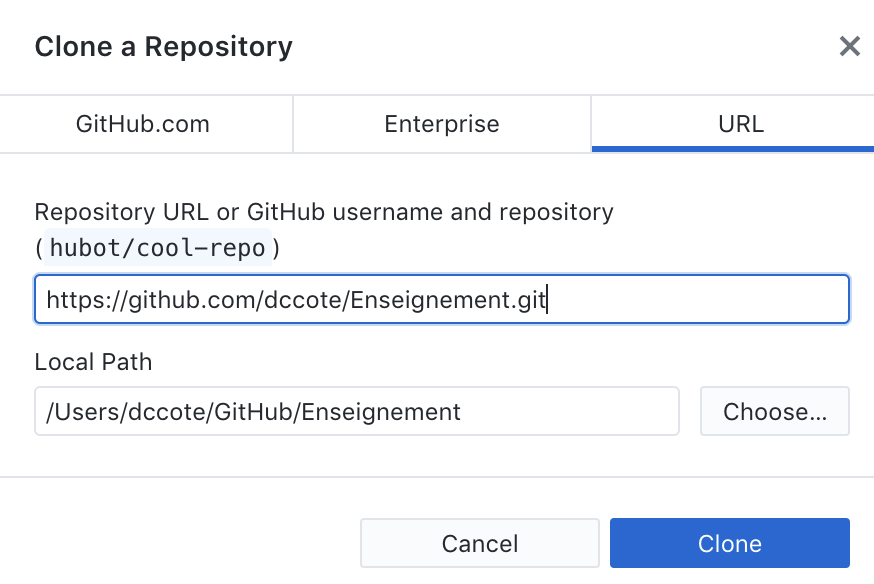 Clone a Repository
GitHub.com
Enterprise
URL
Repository URL or GitHub username and repository
(hubot/cool-repo)
https://github.com/dccote/Enseignement.git
Local Path
/Users/dccote/GitHub/Enseignement
Choose...
Cancel
Clone